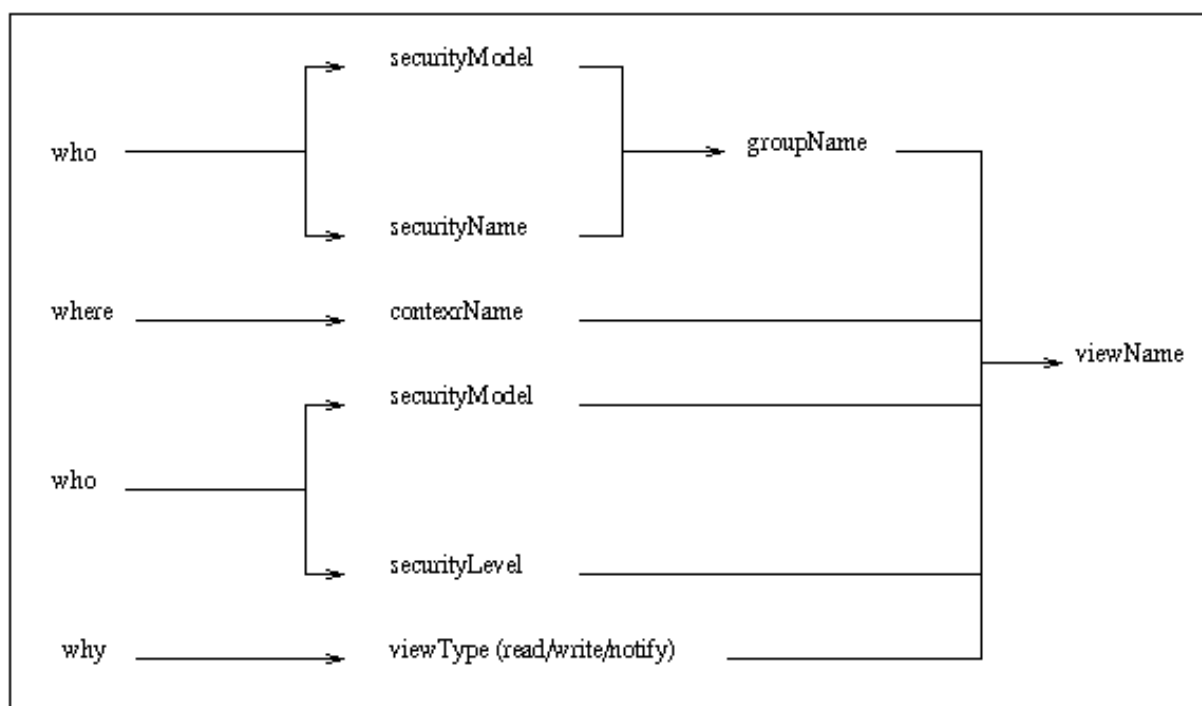 securityModel
who
groupName
securityName
where
contexrName
viewName
securityModel
who
securityLevel
why
viewType (read/write/notify)